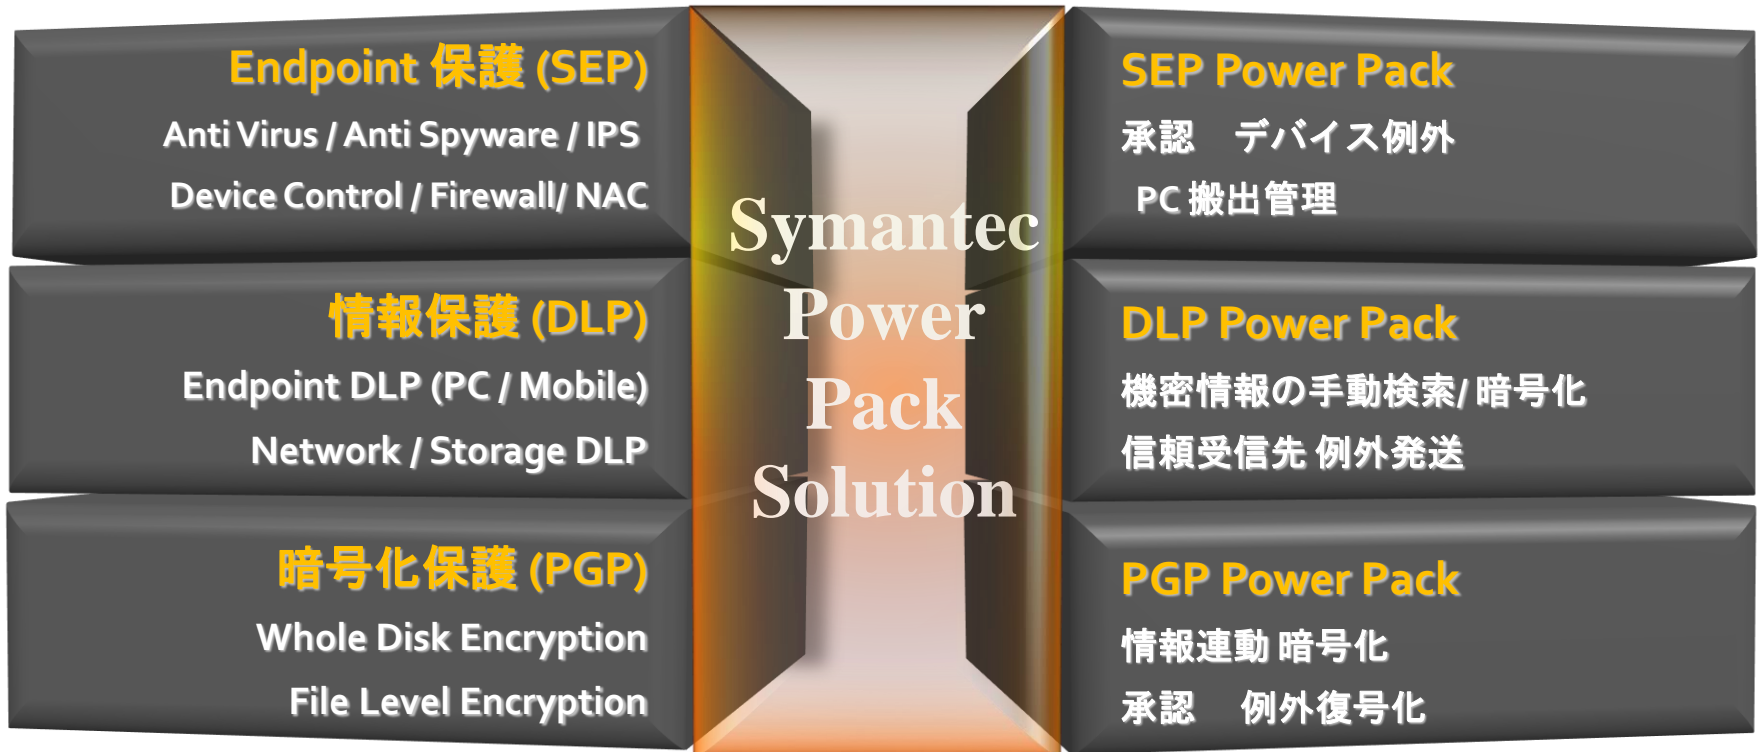 Endpoint 保護 (SEP)
Anti Virus / Anti Spyware / IPS
Device Control / Firewall/ NAC
情報保護 (DLP)
Endpoint DLP (PC / Mobile)
Network / Storage DLP
暗号化保護 (PGP)
Whole Disk Encryption
File Level Encryption
Symantec
Power
Pack
Solution
SEP Power Pack
承認　デバイス例外
PC 搬出管理
DLP Power Pack
機密情報の手動検索/ 暗号化
信頼受信先 例外発送
PGP Power Pack
情報連動 暗号化
承認　例外復号化